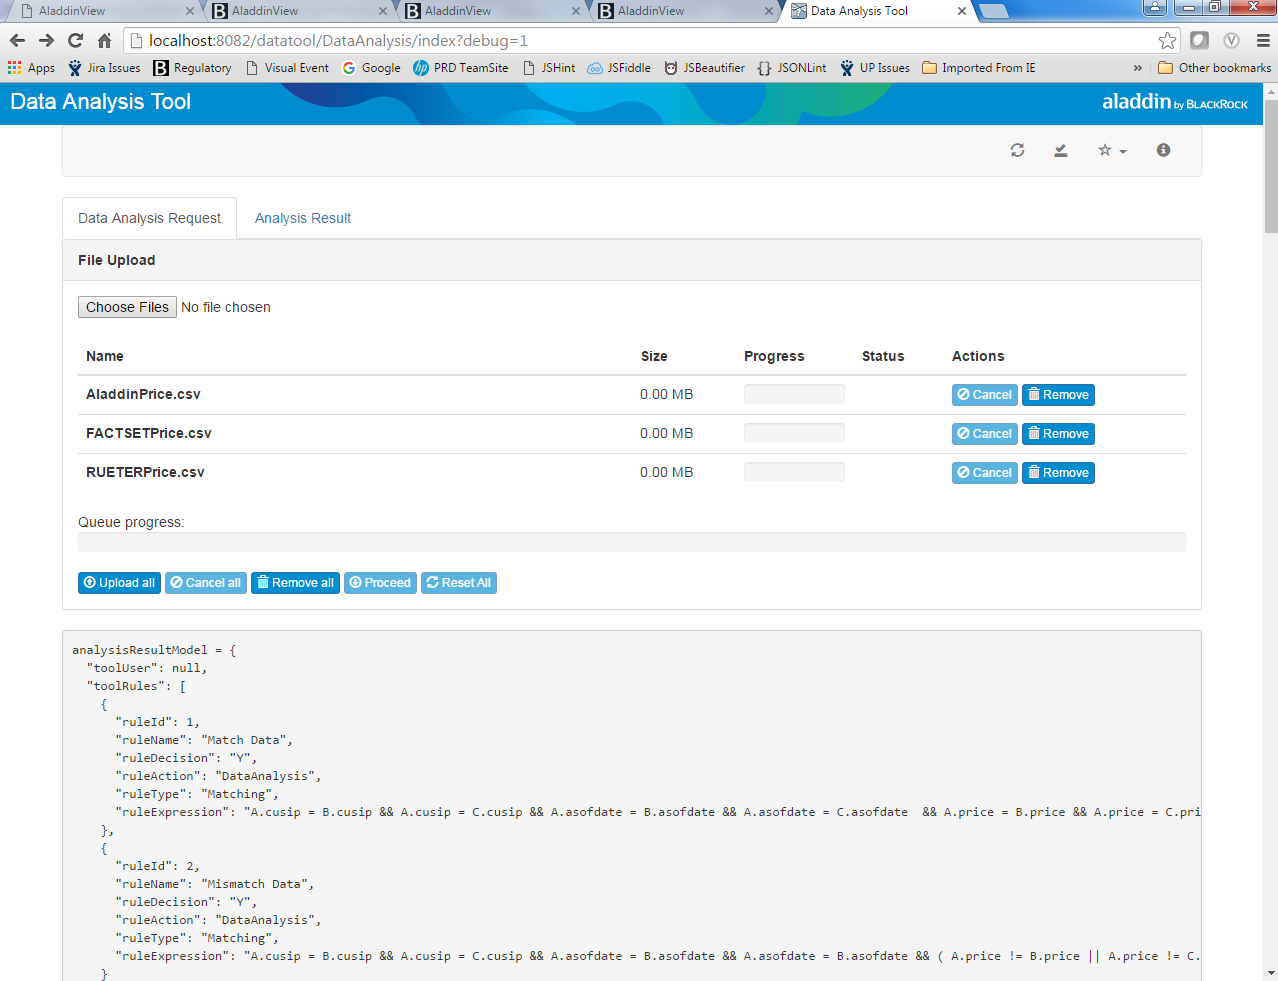 AladdinView AladdinView AladdinView AladdinView Data Analysis Tool
localhost:8082/datatool/DataAnalysis/index?debug=1
Apps Jira Issues Regulatory Visual Event Google PRD TeamSite JSHint JSFiddle JSBeautifier {} JSONLint UP Issues Imported From IE » Other bookmarks
Data Analysis Tool aladdin by BLACKROCK
Data Analysis Request Analysis Result
File Upload
Choose Files No file chosen
Name Size Progress Status Actions
AladdinPrice.csv 0.00 MB Cancel Remove
FACTSETPrice.csv 0.00 MB Cancel Remove
RUETERPrice.csv 0.00 MB Cancel Remove
Queue progress:
Upload all Cancel all Remove all Proceed Reset All
analysisResultModel = {
"toolUser": null,
"toolRules": [
{
"ruleId": 1,
"ruleName": "Match Data",
"ruleDecision": "Y",
"ruleAction": "DataAnalysis",
"ruleType": "Matching",
"ruleExpression": "A.cusip = B.cusip && A.cusip = C.cusip && A.asofdate = B.asofdate && A.asofdate = C.asofdate && A.price = B.price && A.price = C.pri
},
{
"ruleId": 2,
"ruleName": "Mismatch Data",
"ruleDecision": "Y",
"ruleAction": "DataAnalysis",
"ruleType": "Matching",
"ruleExpression": "A.cusip = B.cusip && A.cusip = C.cusip && A.asofdate = B.asofdate && A.asofdate = B.asofdate && ( A.price != B.price || A.price != C.
}